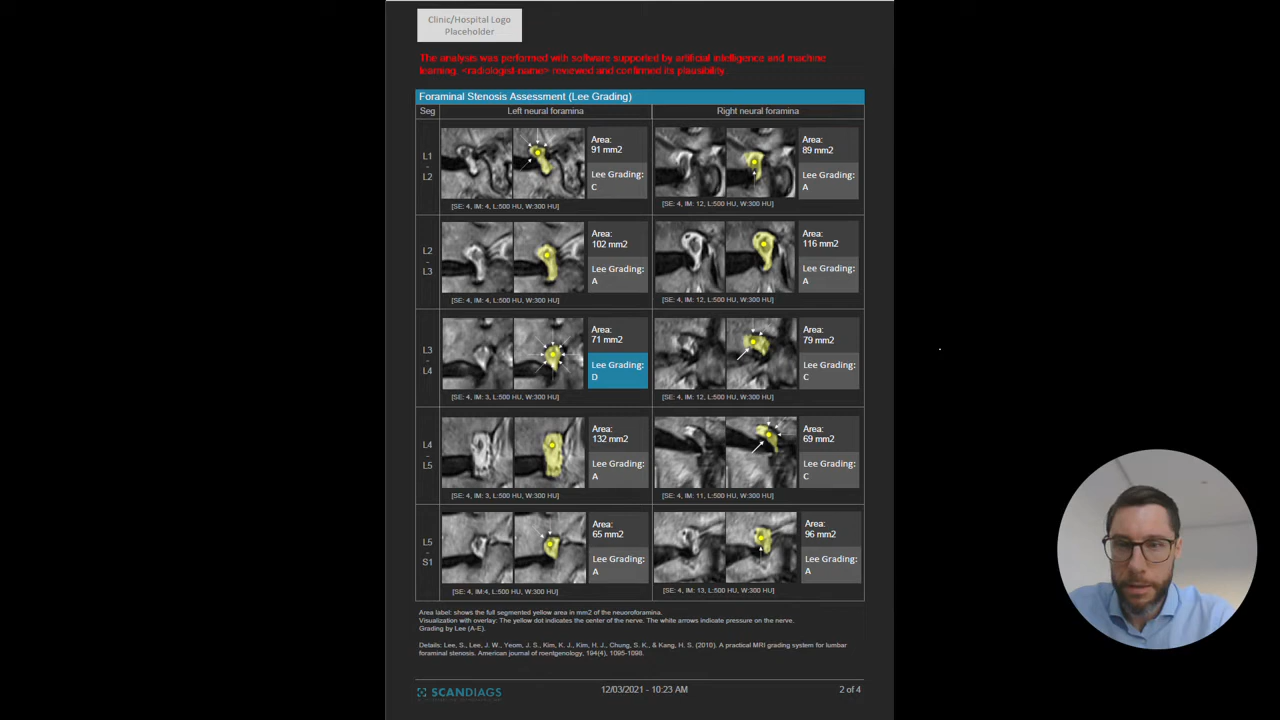 Clinic/Hospital Logo
Placeholder
The analysis was performed with software supported by artificial intelligence and machine
learning. <radiologist-name> reviewed and confirmed its plausibility.
Foraminal Stenosis Assessment (Lee Grading)
Seg
Left neural foramina
Right neural foramina
L1
-
L2
Area:
91 mm2
Lee Grading:
C
[SE: 4, IM: 4, L:500 HU, W:300 HU]
Area:
89 mm2
Lee Grading:
A
[SE: 4, IM: 12, L:500 HU, W:300 HU]
L2
-
L3
Area:
102 mm2
Lee Grading:
A
[SE: 4, IM: 4, L:500 HU, W:300 HU]
Area:
116 mm2
Lee Grading:
A
[SE: 4, IM: 12, L:500 HU, W:300 HU]
L3
-
L4
Area:
71 mm2
Lee Grading:
D
[SE: 4, IM: 3, L:500 HU, W:300 HU]
Area:
79 mm2
Lee Grading:
C
[SE: 4, IM: 12, L:500 HU, W:300 HU]
L4
-
L5
Area:
132 mm2
Lee Grading:
A
[SE: 4, IM: 3, L:500 HU, W:300 HU]
Area:
69 mm2
Lee Grading:
C
[SE: 4, IM: 11, L:500 HU, W:300 HU]
L5
-
S1
Area:
65 mm2
Lee Grading:
A
[SE: 4, IM:4, L:500 HU, W:300 HU]
Area:
96 mm2
Lee Grading:
A
[SE: 4, IM: 13, L:500 HU, W:300 HU]
Area label: shows the full segmented yellow area in mm2 of the neuoroforamina.
Visualization with overlay: The yellow dot indicates the center of the nerve. The white arrows indicate pressure on the nerve.
Grading by Lee (A-E).
Details: Lee, S., Lee, J. W., Yeom, J. S., Kim, K. J., Kim, H. J., Chung, S. K., & Kang, H. S. (2010). A practical MRI grading system for lumbar
foraminal stenosis. American journal of roentgenology, 194(4), 1095-1098.
SCANDIAGS
12/03/2021 - 10:23 AM
2 of 4